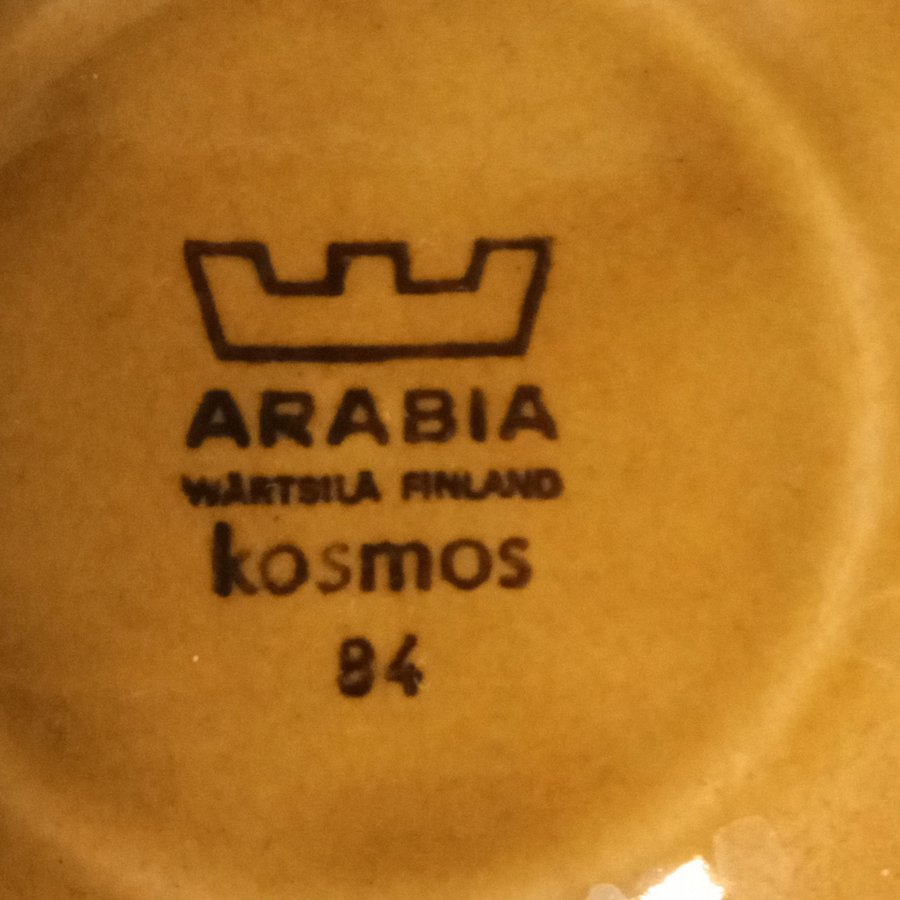 ARABIA
WÄRTSILÄ FINLAND
kosmos
84